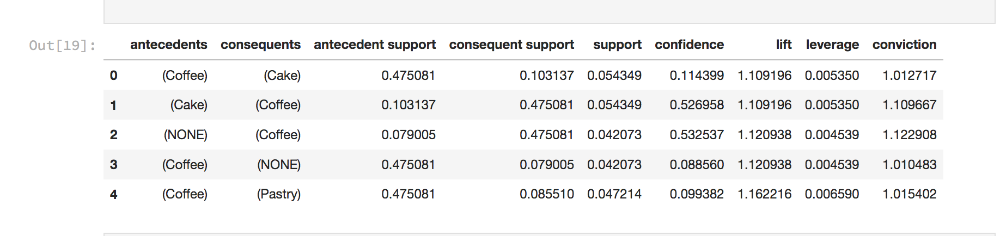 Out[19]: antecedents consequents antecedent support consequent support support confidence lift leverage conviction
0 (Coffee) (Cake) 0.475081 0.103137 0.054349 0.114399 1.109196 0.005350 1.012717
1 (Cake) (Coffee) 0.103137 0.475081 0.054349 0.526958 1.109196 0.005350 1.109667
2 (NONE) (Coffee) 0.079005 0.475081 0.042073 0.532537 1.120938 0.004539 1.122908
3 (Coffee) (NONE) 0.475081 0.079005 0.042073 0.088560 1.120938 0.004539 1.010483
4 (Coffee) (Pastry) 0.475081 0.085510 0.047214 0.099382 1.162216 0.006590 1.015402